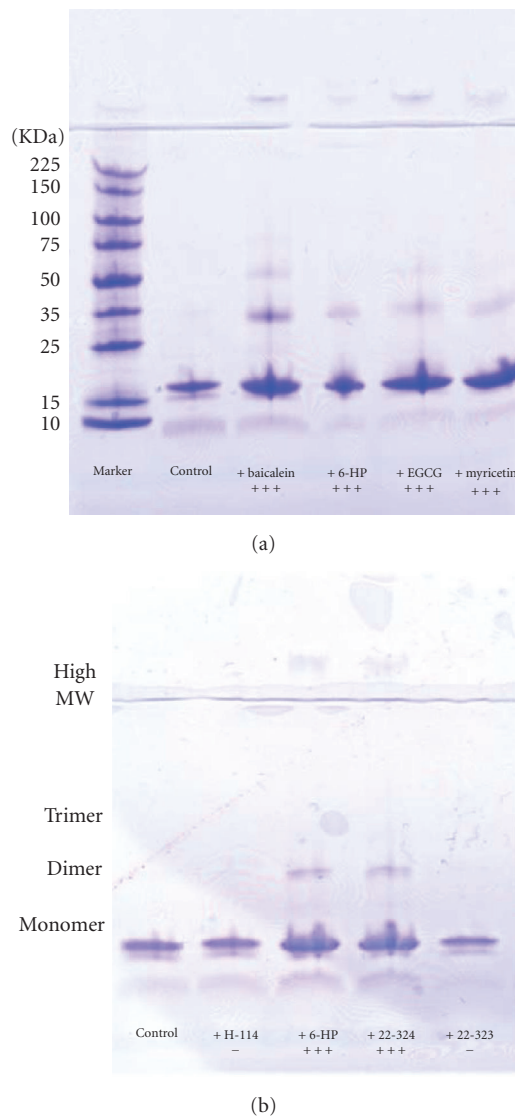 (KDa)
225
150
100
75
50
35
25
15
10
Marker Control + baicalein + 6-HP + EGCG + myricetin
+ + + + + + + + + + + +
(a)
High
MW
Trimer
Dimer
Monomer
Control + H-114 + 6-HP + 22-324 + 22-323
− + + + + + + −
(b)